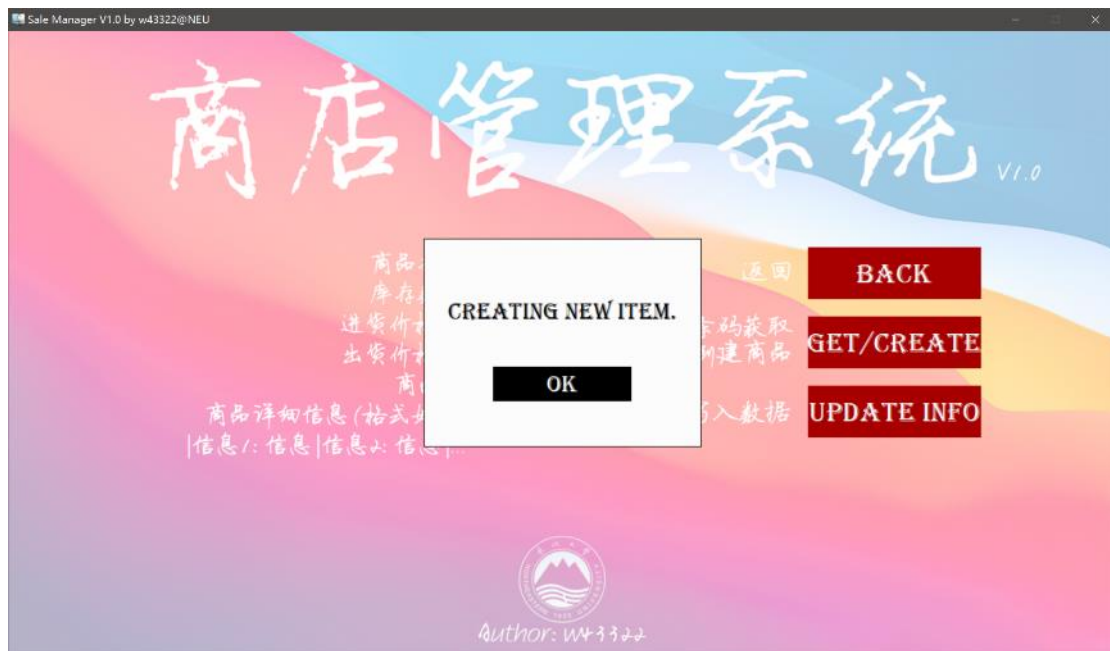 Sale Manager V1.0 by w43322@NEU
商店管理系统 V1.0
商品
库存
进货价
出货价
商
商品详细信息(格式
|信息1: 信息|信息2: 信息|...
CREATING NEW ITEM.
OK
返回 BACK
码获取
创建商品 GET/CREATE
入数据 UPDATE INFO
Author: w43322